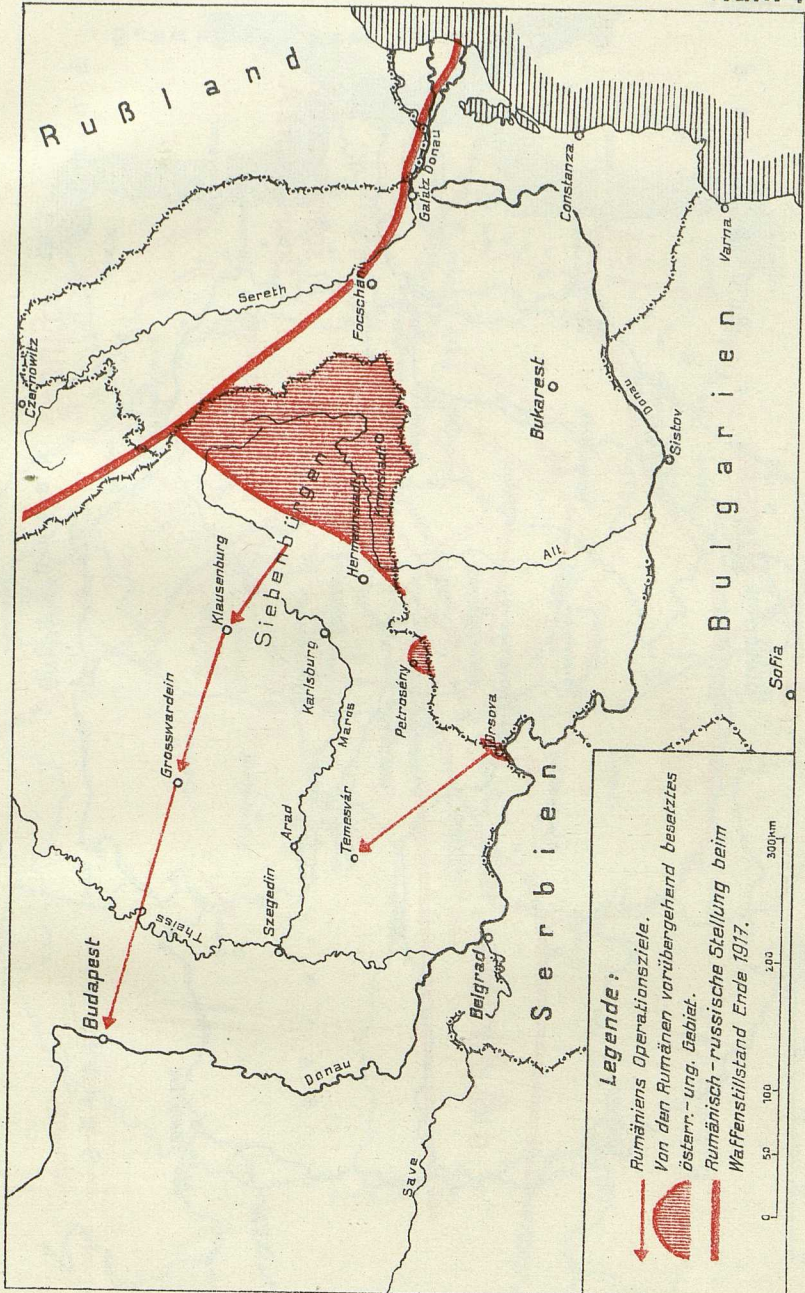 Rußland
Czernowitz
Sereth
Focschani
Galatz
Donau
Constanza
Varna
Bukarest
Donau
Sistov
Bulgarien
Sofia
Alt
Siebenbürgen
Hermannstadt
Kronstadt
Klausenburg
Karlsburg
Maros
Petrosény
Orsova
Grosswardein
Arad
Temesvár
Theiss
Szegedin
Budapest
Belgrad
Serbien
Donau
Save
Legende:
Rumäniens Operationsziele.
Von den Rumänen vorübergehend besetztes
österr.-ung. Gebiet.
Rumänisch-russische Stellung beim
Waffenstillstand Ende 1917.
0 50 100 200 300 km